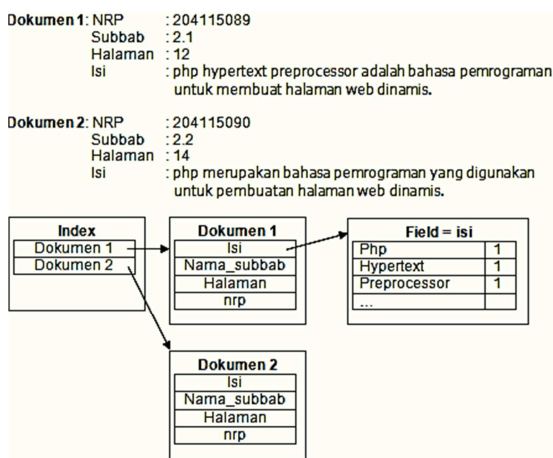 Dokumen 1: NRP : 204115089
Subbab : 2.1
Halaman : 12
Isi : php hypertext preprocessor adalah bahasa pemrograman
untuk membuat halaman web dinamis.
Dokumen 2: NRP : 204115090
Subbab : 2.2
Halaman : 14
Isi : php merupakan bahasa pemrograman yang digunakan
untuk pembuatan halaman web dinamis.
Index
Dokumen 1
Dokumen 2
Dokumen 1
Isi
Nama_subbab
Halaman
nrp
Field = isi
Php 1
Hypertext 1
Preprocessor 1
...
Dokumen 2
Isi
Nama_subbab
Halaman
nrp